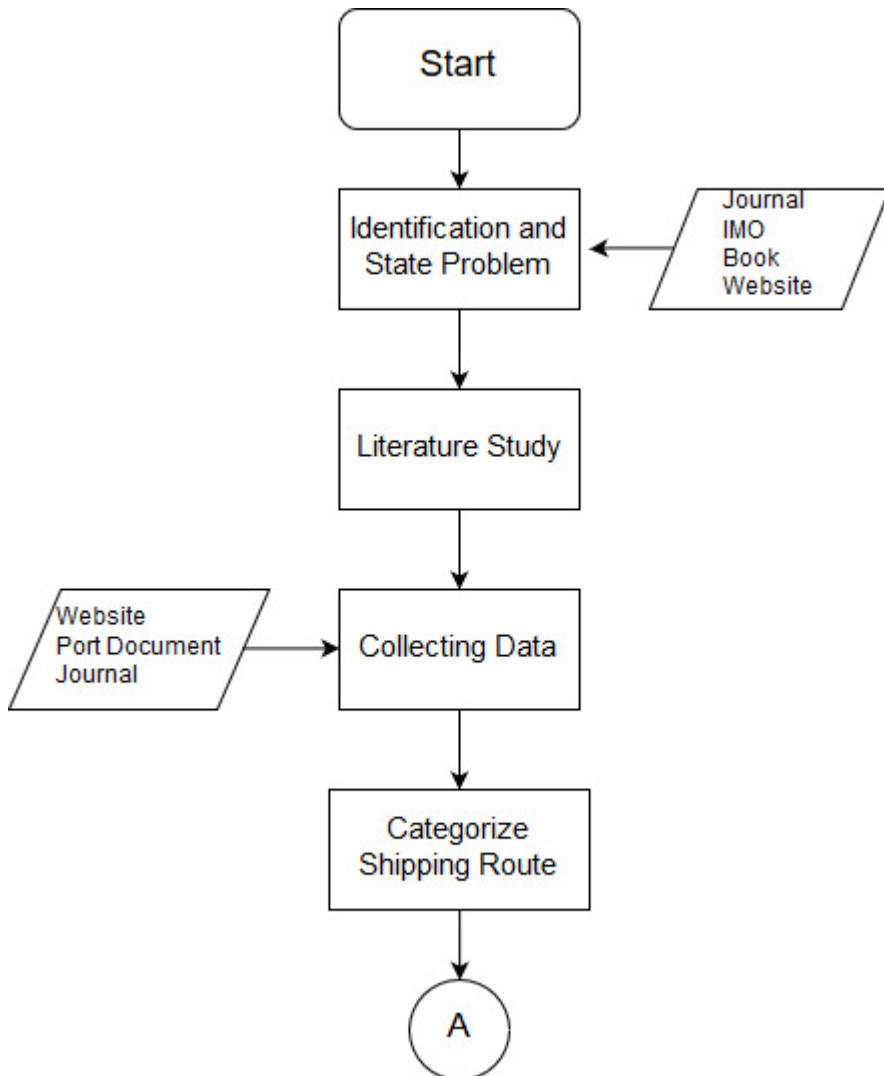 Start
Identification and
State Problem
Journal
IMO
Book
Website
Literature Study
Website
Port Document
Journal
Collecting Data
Categorize
Shipping Route
A